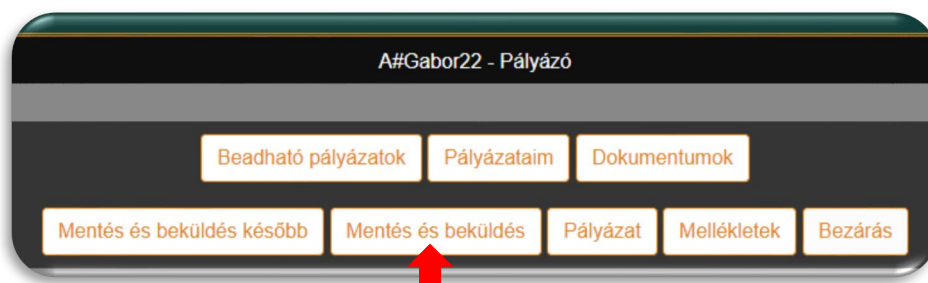 A#Gabor22 - Pályázó
Beadható pályázatok Pályázataim Dokumentumok
Mentés és beküldés később Mentés és beküldés Pályázat Mellékletek Bezárás